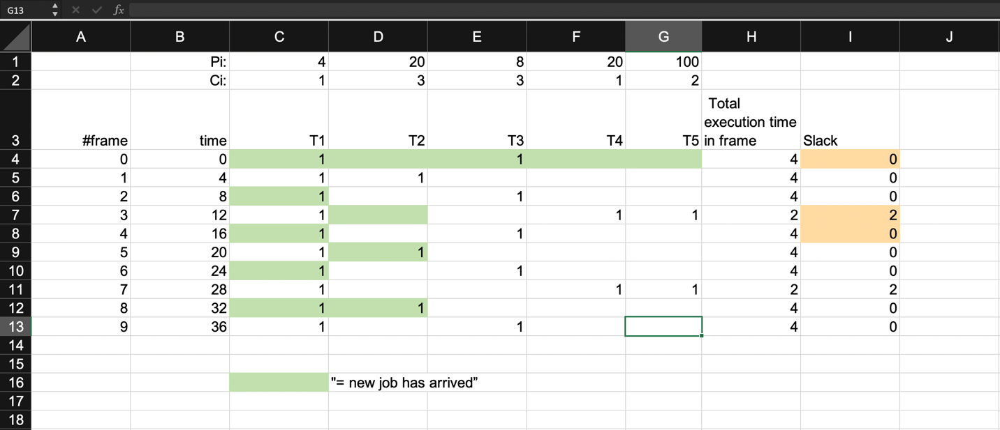 G13 fx
A B C D E F G H I J
1 Pi: 4 20 8 20 100
2 Ci: 1 3 3 1 2
3 #frame time T1 T2 T3 T4 T5 Total execution time in frame Slack
4 0 0 1 1 4 0
5 1 4 1 1 4 0
6 2 8 1 1 4 0
7 3 12 1 1 1 2 2
8 4 16 1 1 4 0
9 5 20 1 1 4 0
10 6 24 1 1 4 0
11 7 28 1 1 1 2 2
12 8 32 1 1 4 0
13 9 36 1 1 4 0
14
15
16 "= new job has arrived”
17
18